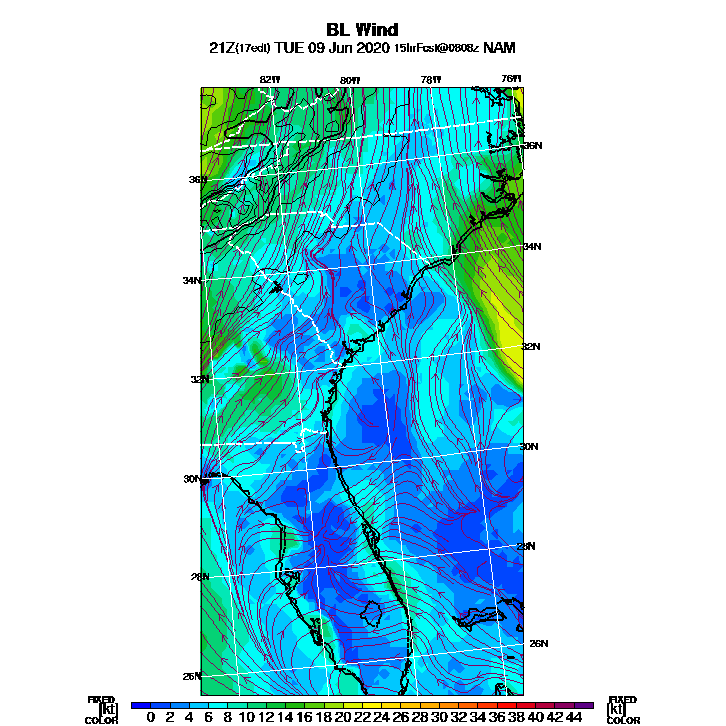 BL Wind
21Z(17edt) TUE 09 Jun 2020 15hrFcst@0808z NAM
82W 80W 78W 76W
36N
36N
34N
34N
32N
32N
30N
30N
28N
28N
26N
26N
FIXED FIXED
[kt] 0 2 4 6 8 10 12 14 16 18 20 22 24 26 28 30 32 34 36 38 40 42 44 [kt]
COLOR COLOR